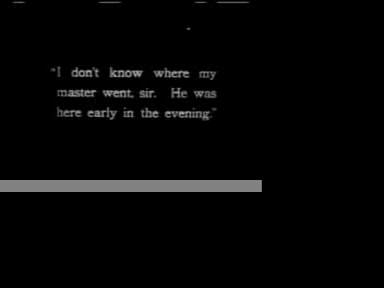 "I don't know where my
master went, sir. He was
here early in the evening."